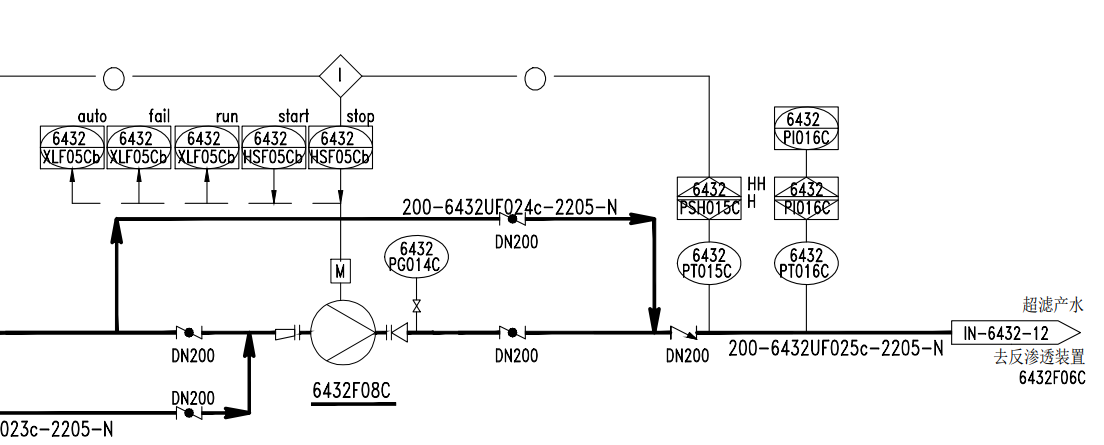 I
auto
fail
run
start
stop
6432
XLF05Cb
6432
XLF05Cb
6432
XLF05Cb
6432
HSF05Cb
6432
HSF05Cb
6432
PI016C
6432
PSH015C
HH
H
6432
PI016C
200-6432UF024c-2205-N
DN200
6432
PG014C
6432
PT015C
6432
PT016C
M
超滤产水
IN-6432-12
去反渗透装置
6432F06C
DN200
DN200
DN200
200-6432UF025c-2205-N
6432F08C
DN200
023c-2205-N